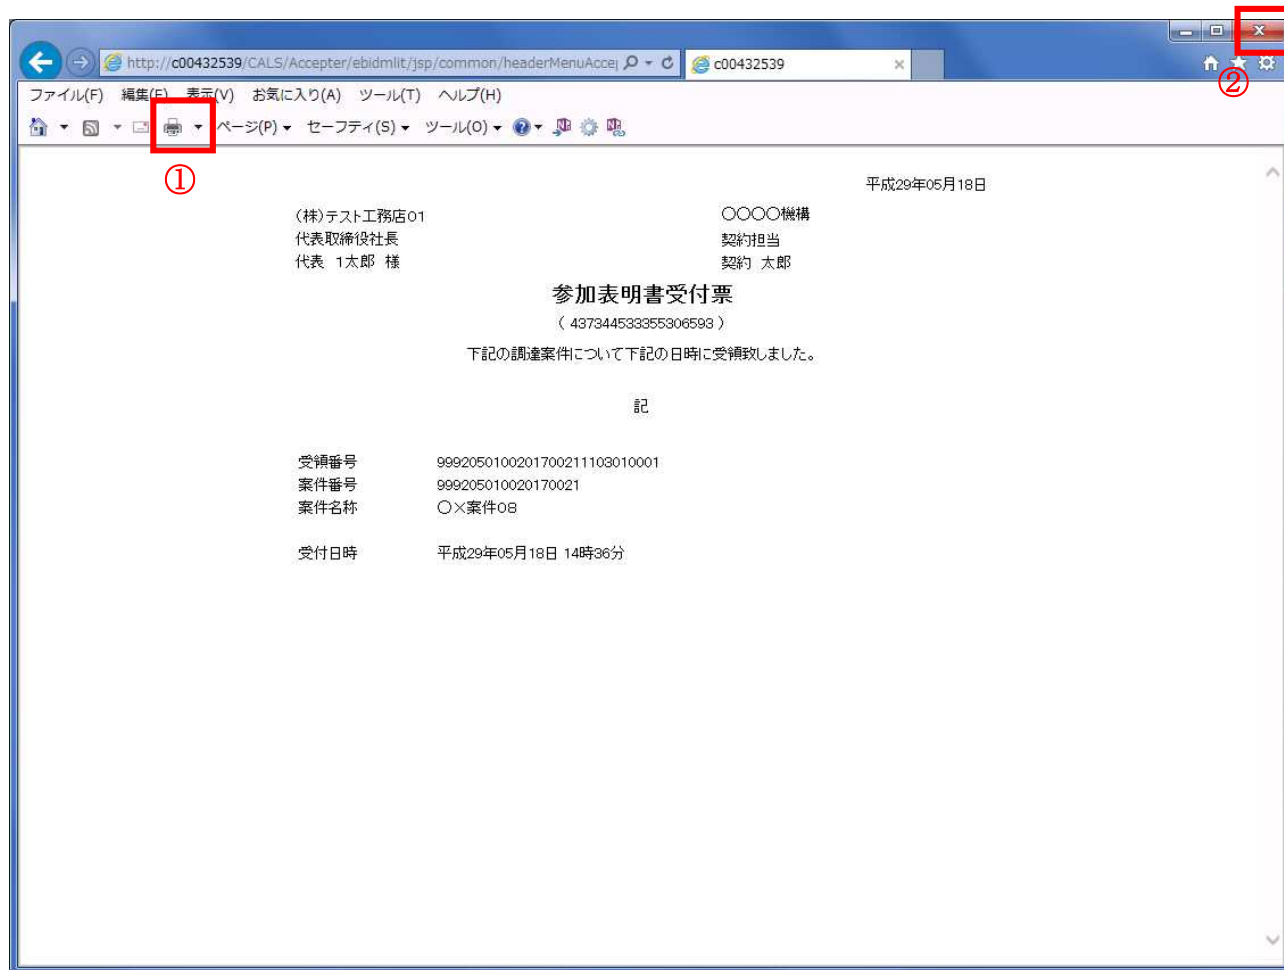 http://c00432539/CALS/Accepter/ebidmlit/jsp/common/headerMenuAcce
c00432539
②
ファイル(F) 編集(E) 表示(V) お気に入り(A) ツール(T) ヘルプ(H)
ページ(P) セーフティ(S) ツール(O)
①
平成29年05月18日
(株)テスト工務店01
〇〇〇〇機構
代表取締役社長
契約担当
代表 1太郎 様
契約 太郎
参加表明書受付票
( 437344533355306593 )
下記の調達案件について下記の日時に受領致しました。
記
受領番号 9992050100201700211103010001
案件番号 999205010020170021
案件名称 〇×案件08
受付日時 平成29年05月18日 14時36分